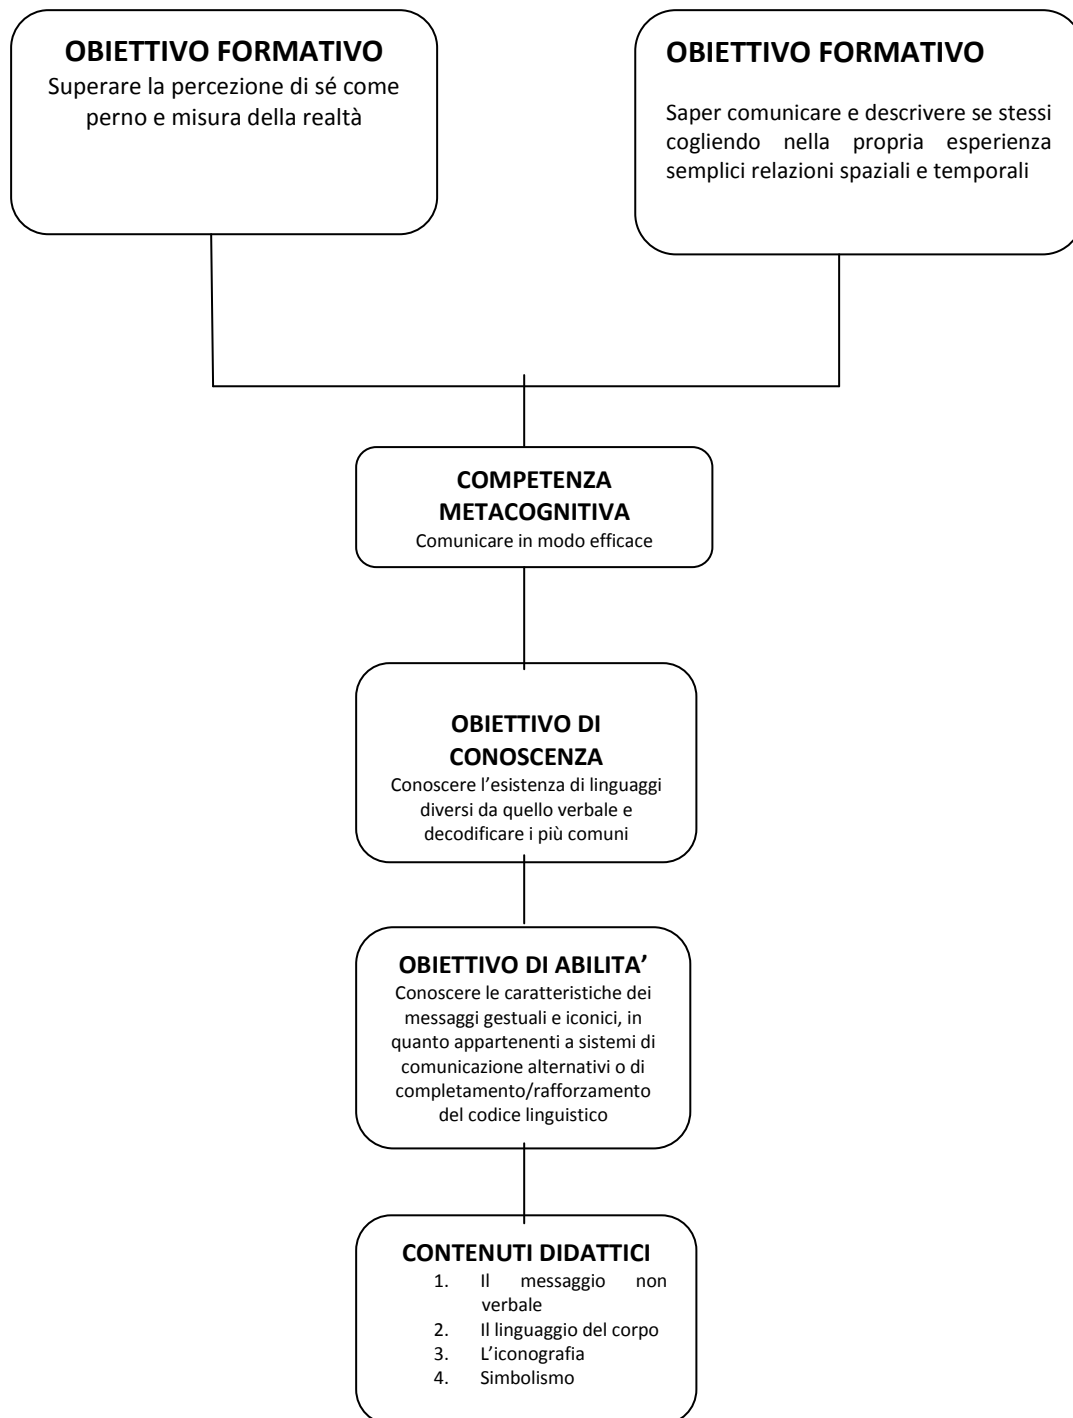 OBIETTIVO FORMATIVO
Superare la percezione di sé come
perno e misura della realtà
OBIETTIVO FORMATIVO
Saper comunicare e descrivere se stessi
cogliendo nella propria esperienza
semplici relazioni spaziali e temporali
COMPETENZA
METACOGNITIVA
Comunicare in modo efficace
OBIETTIVO DI
CONOSCENZA
Conoscere l’esistenza di linguaggi
diversi da quello verbale e
decodificare i più comuni
OBIETTIVO DI ABILITA’
Conoscere le caratteristiche dei
messaggi gestuali e iconici, in
quanto appartenenti a sistemi di
comunicazione alternativi o di
completamento/rafforzamento
del codice linguistico
CONTENUTI DIDATTICI
1. Il messaggio non
verbale
2. Il linguaggio del corpo
3. L’iconografia
4. Simbolismo